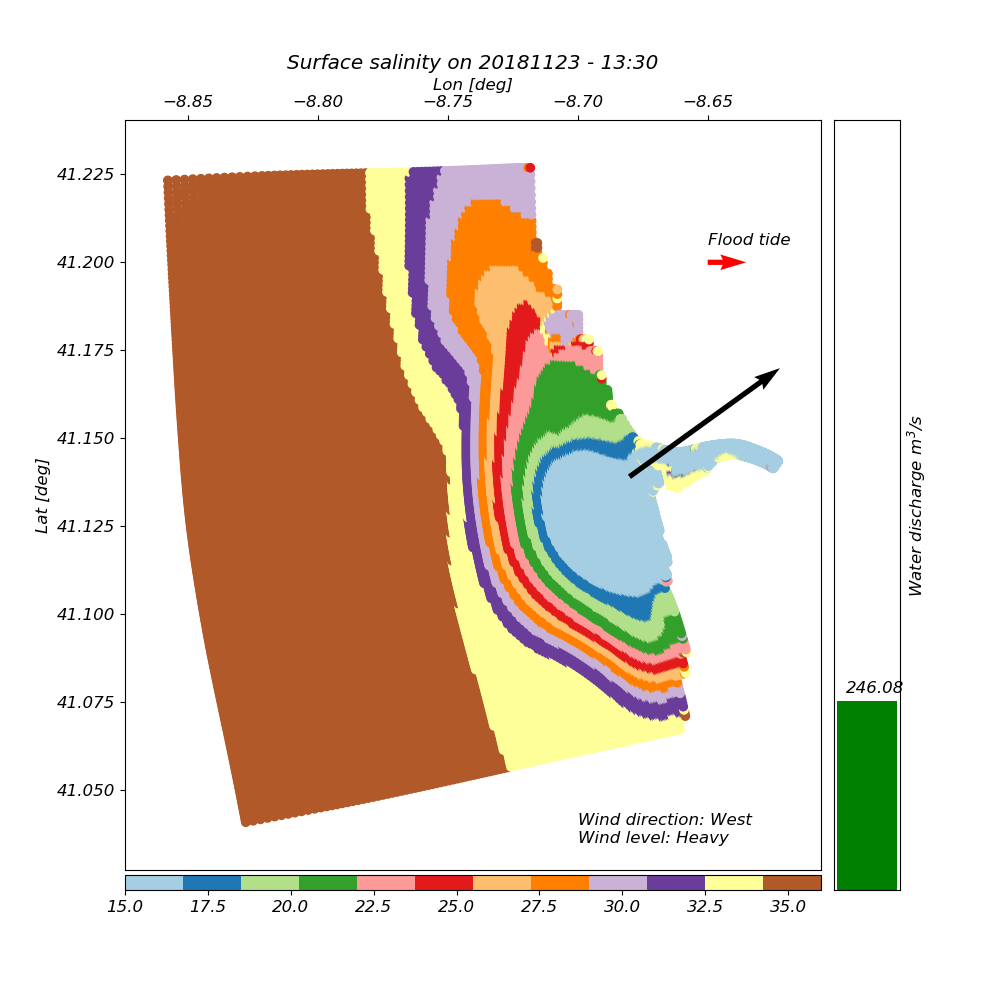 Surface salinity on 20181123 - 13:30
Lon [deg]
−8.85 −8.80 −8.75 −8.70 −8.65
41.225
41.200
41.175
41.150
41.125
41.100
41.075
41.050
Lat [deg]
Flood tide
Wind direction: West
Wind level: Heavy
15.0 17.5 20.0 22.5 25.0 27.5 30.0 32.5 35.0
246.08
Water discharge m³/s